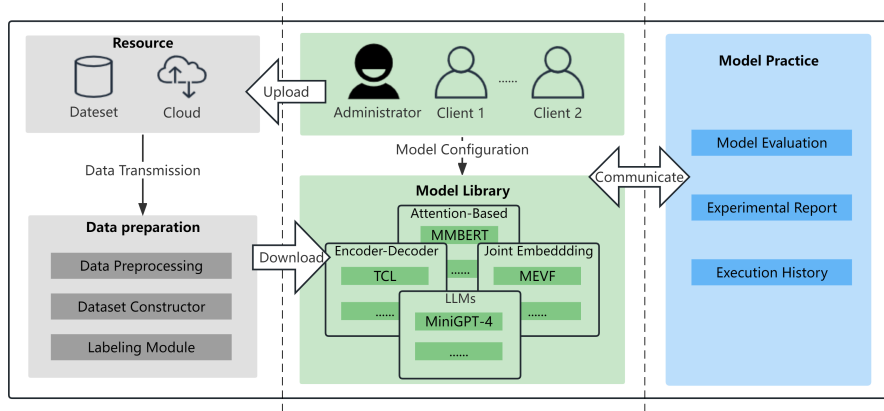 Resource
Dateset
Cloud
Upload
Administrator
Client 1
......
Client 2
Data Transmission
Model Configuration
Data preparation
Data Preprocessing
Dataset Constructor
Labeling Module
Download
Model Library
Attention-Based
MMBERT
......
Encoder-Decoder
TCL
......
Joint Embeddding
MEVF
......
LLMs
MiniGPT-4
......
Communicate
Model Practice
Model Evaluation
Experimental Report
Execution History